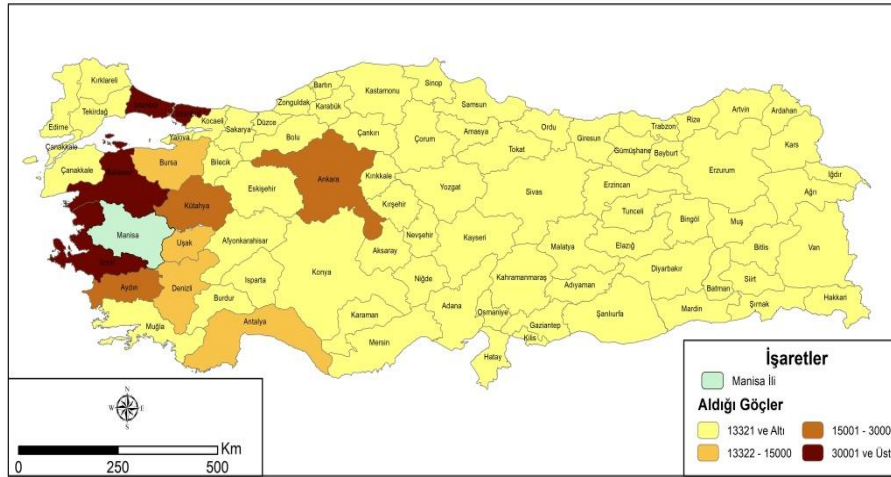 Kırklareli
Tekirdağ
Edirne
Çanakkale
Çanakkale
Kocaeli
Yalova
Sakarya
Düzce
Zonguldak
Bartın
Karabük
Kastamonu
Sinop
Samsun
Bolu
Çankırı
Çorum
Amasya
Ordu
Tokat
Giresun
Trabzon
Rize
Artvin
Ardahan
Gümüşhane
Bayburt
Kars
Iğdır
Erzurum
Ağrı
Bursa
Bilecik
Eskişehir
Ankara
Kırıkkale
Yozgat
Sivas
Erzincan
Kütahya
Kırşehir
Tunceli
Bingöl
Muş
Manisa
Uşak
Afyonkarahisar
Nevşehir
Kayseri
Aksaray
Malatya
Elazığ
Bitlis
Van
Aydın
Denizli
Isparta
Konya
Niğde
Kahramanmaraş
Adıyaman
Diyarbakır
Batman
Siirt
Hakkari
Burdur
Muğla
Antalya
Karaman
Mersin
Adana
Osmaniye
Gaziantep
Kilis
Şanlıurfa
Mardin
Şırnak
Hatay
N
W E
S
Km
0 250 500
İşaretler
Manisa İli
Aldığı Göçler
13321 ve Altı
15001 - 3000
13322 - 15000
30001 ve Üst